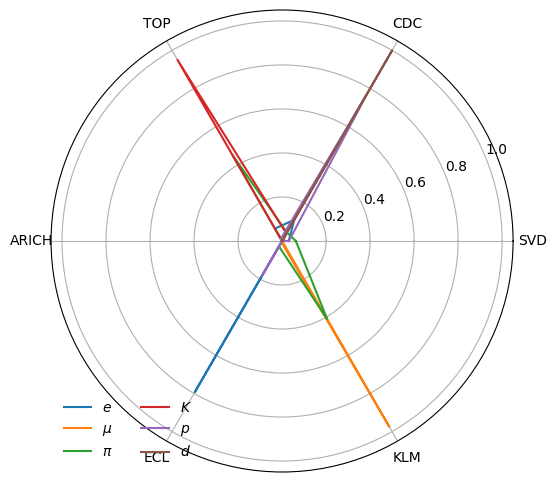 TOP CDC
1.0
0.8
0.6
0.4
0.2
ARICH SVD
e K
μ p
π d
ECL KLM